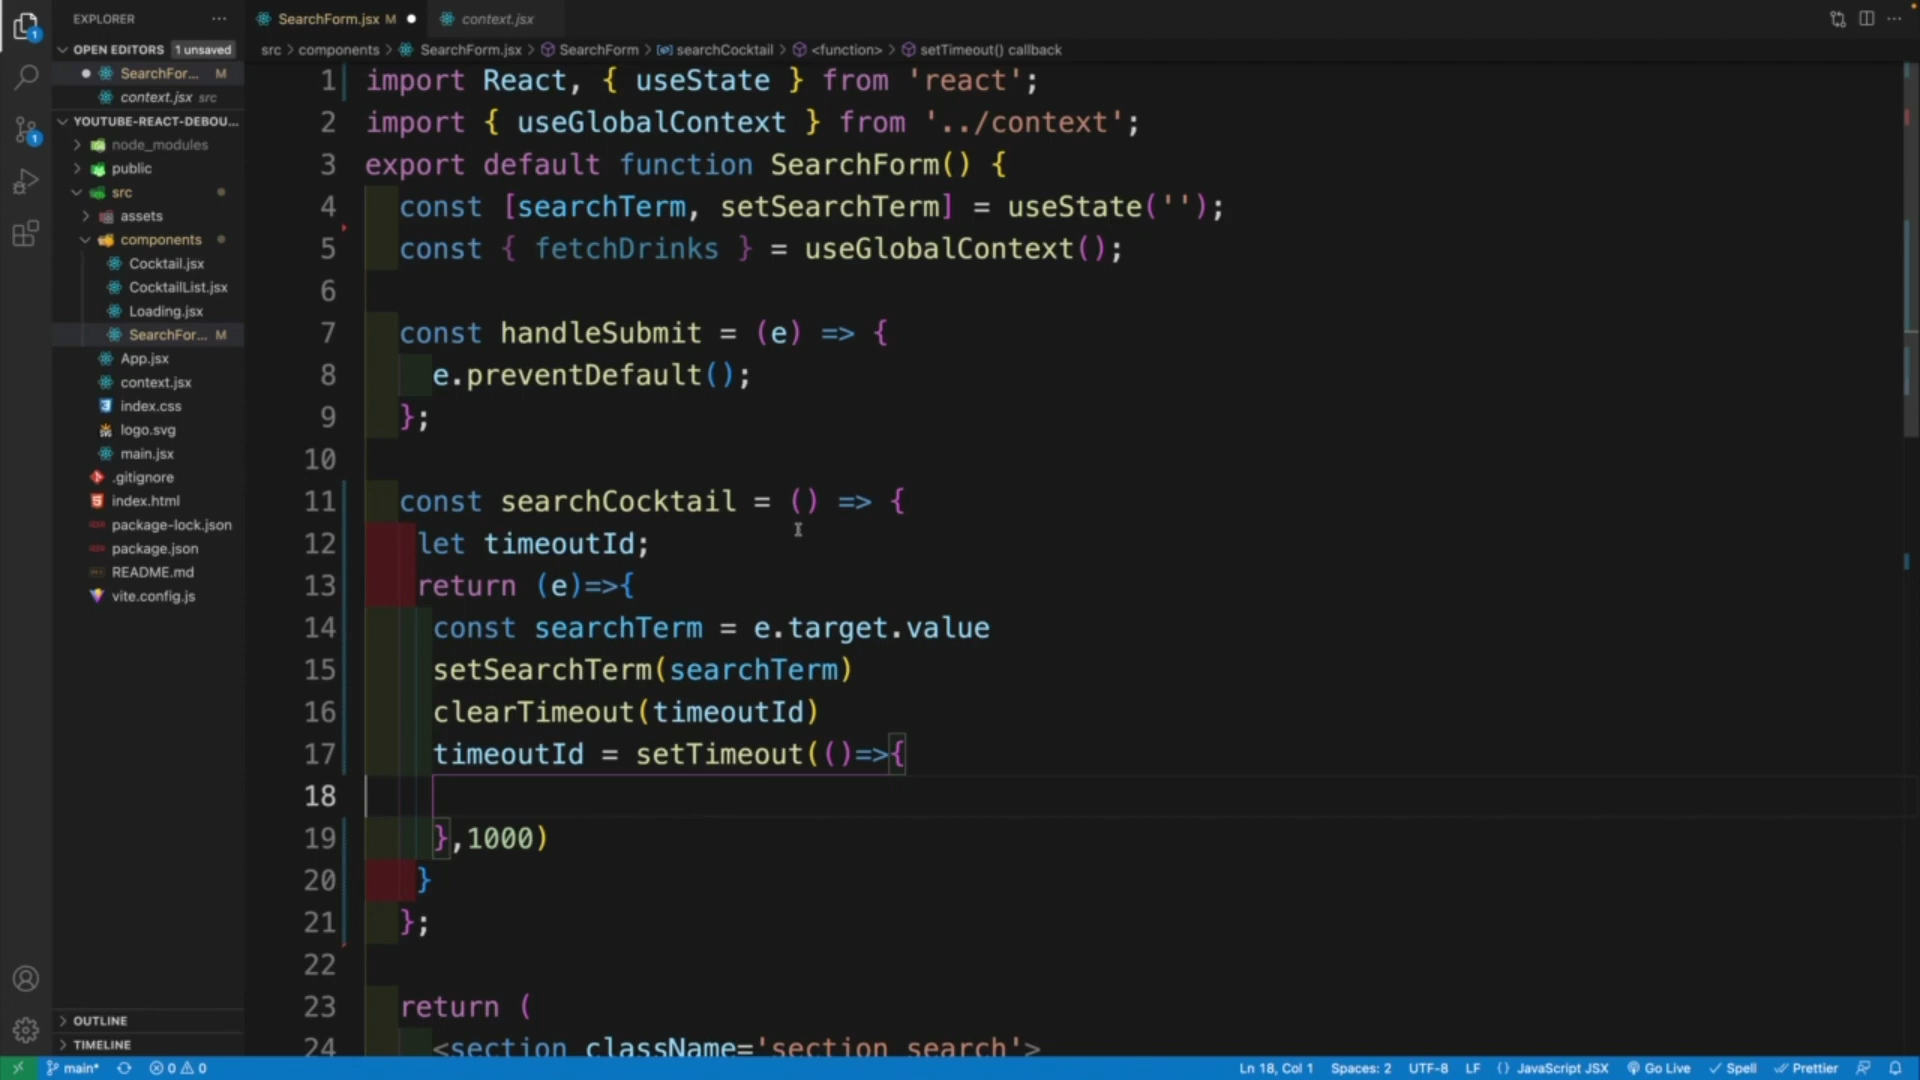 EXPLORER
OPEN EDITORS 1 unsaved
SearchFor... M
context.jsx src
YOUTUBE-REACT-DEBOU...
node_modules
public
src
assets
components
Cocktail.jsx
CocktailList.jsx
Loading.jsx
SearchFor... M
App.jsx
context.jsx
index.css
logo.svg
main.jsx
.gitignore
index.html
package-lock.json
package.json
README.md
vite.config.js
OUTLINE
TIMELINE
SearchForm.jsx M
context.jsx
src > components > SearchForm.jsx > SearchForm > searchCocktail > <function> > setTimeout() callback
1 import React, { useState } from 'react';
2 import { useGlobalContext } from '../context';
3 export default function SearchForm() {
4 const [searchTerm, setSearchTerm] = useState('');
5 const { fetchDrinks } = useGlobalContext();
6
7 const handleSubmit = (e) => {
8 e.preventDefault();
9 };
10
11 const searchCocktail = () => {
12 let timeoutId;
13 return (e)=>{
14 const searchTerm = e.target.value
15 setSearchTerm(searchTerm)
16 clearTimeout(timeoutId)
17 timeoutId = setTimeout(()=>{
18
19 },1000)
20 }
21 };
22
23 return (
24 <section className='section search'>
main* 0 0 Ln 18, Col 1 Spaces: 2 UTF-8 LF {} JavaScript JSX Go Live Spell Prettier